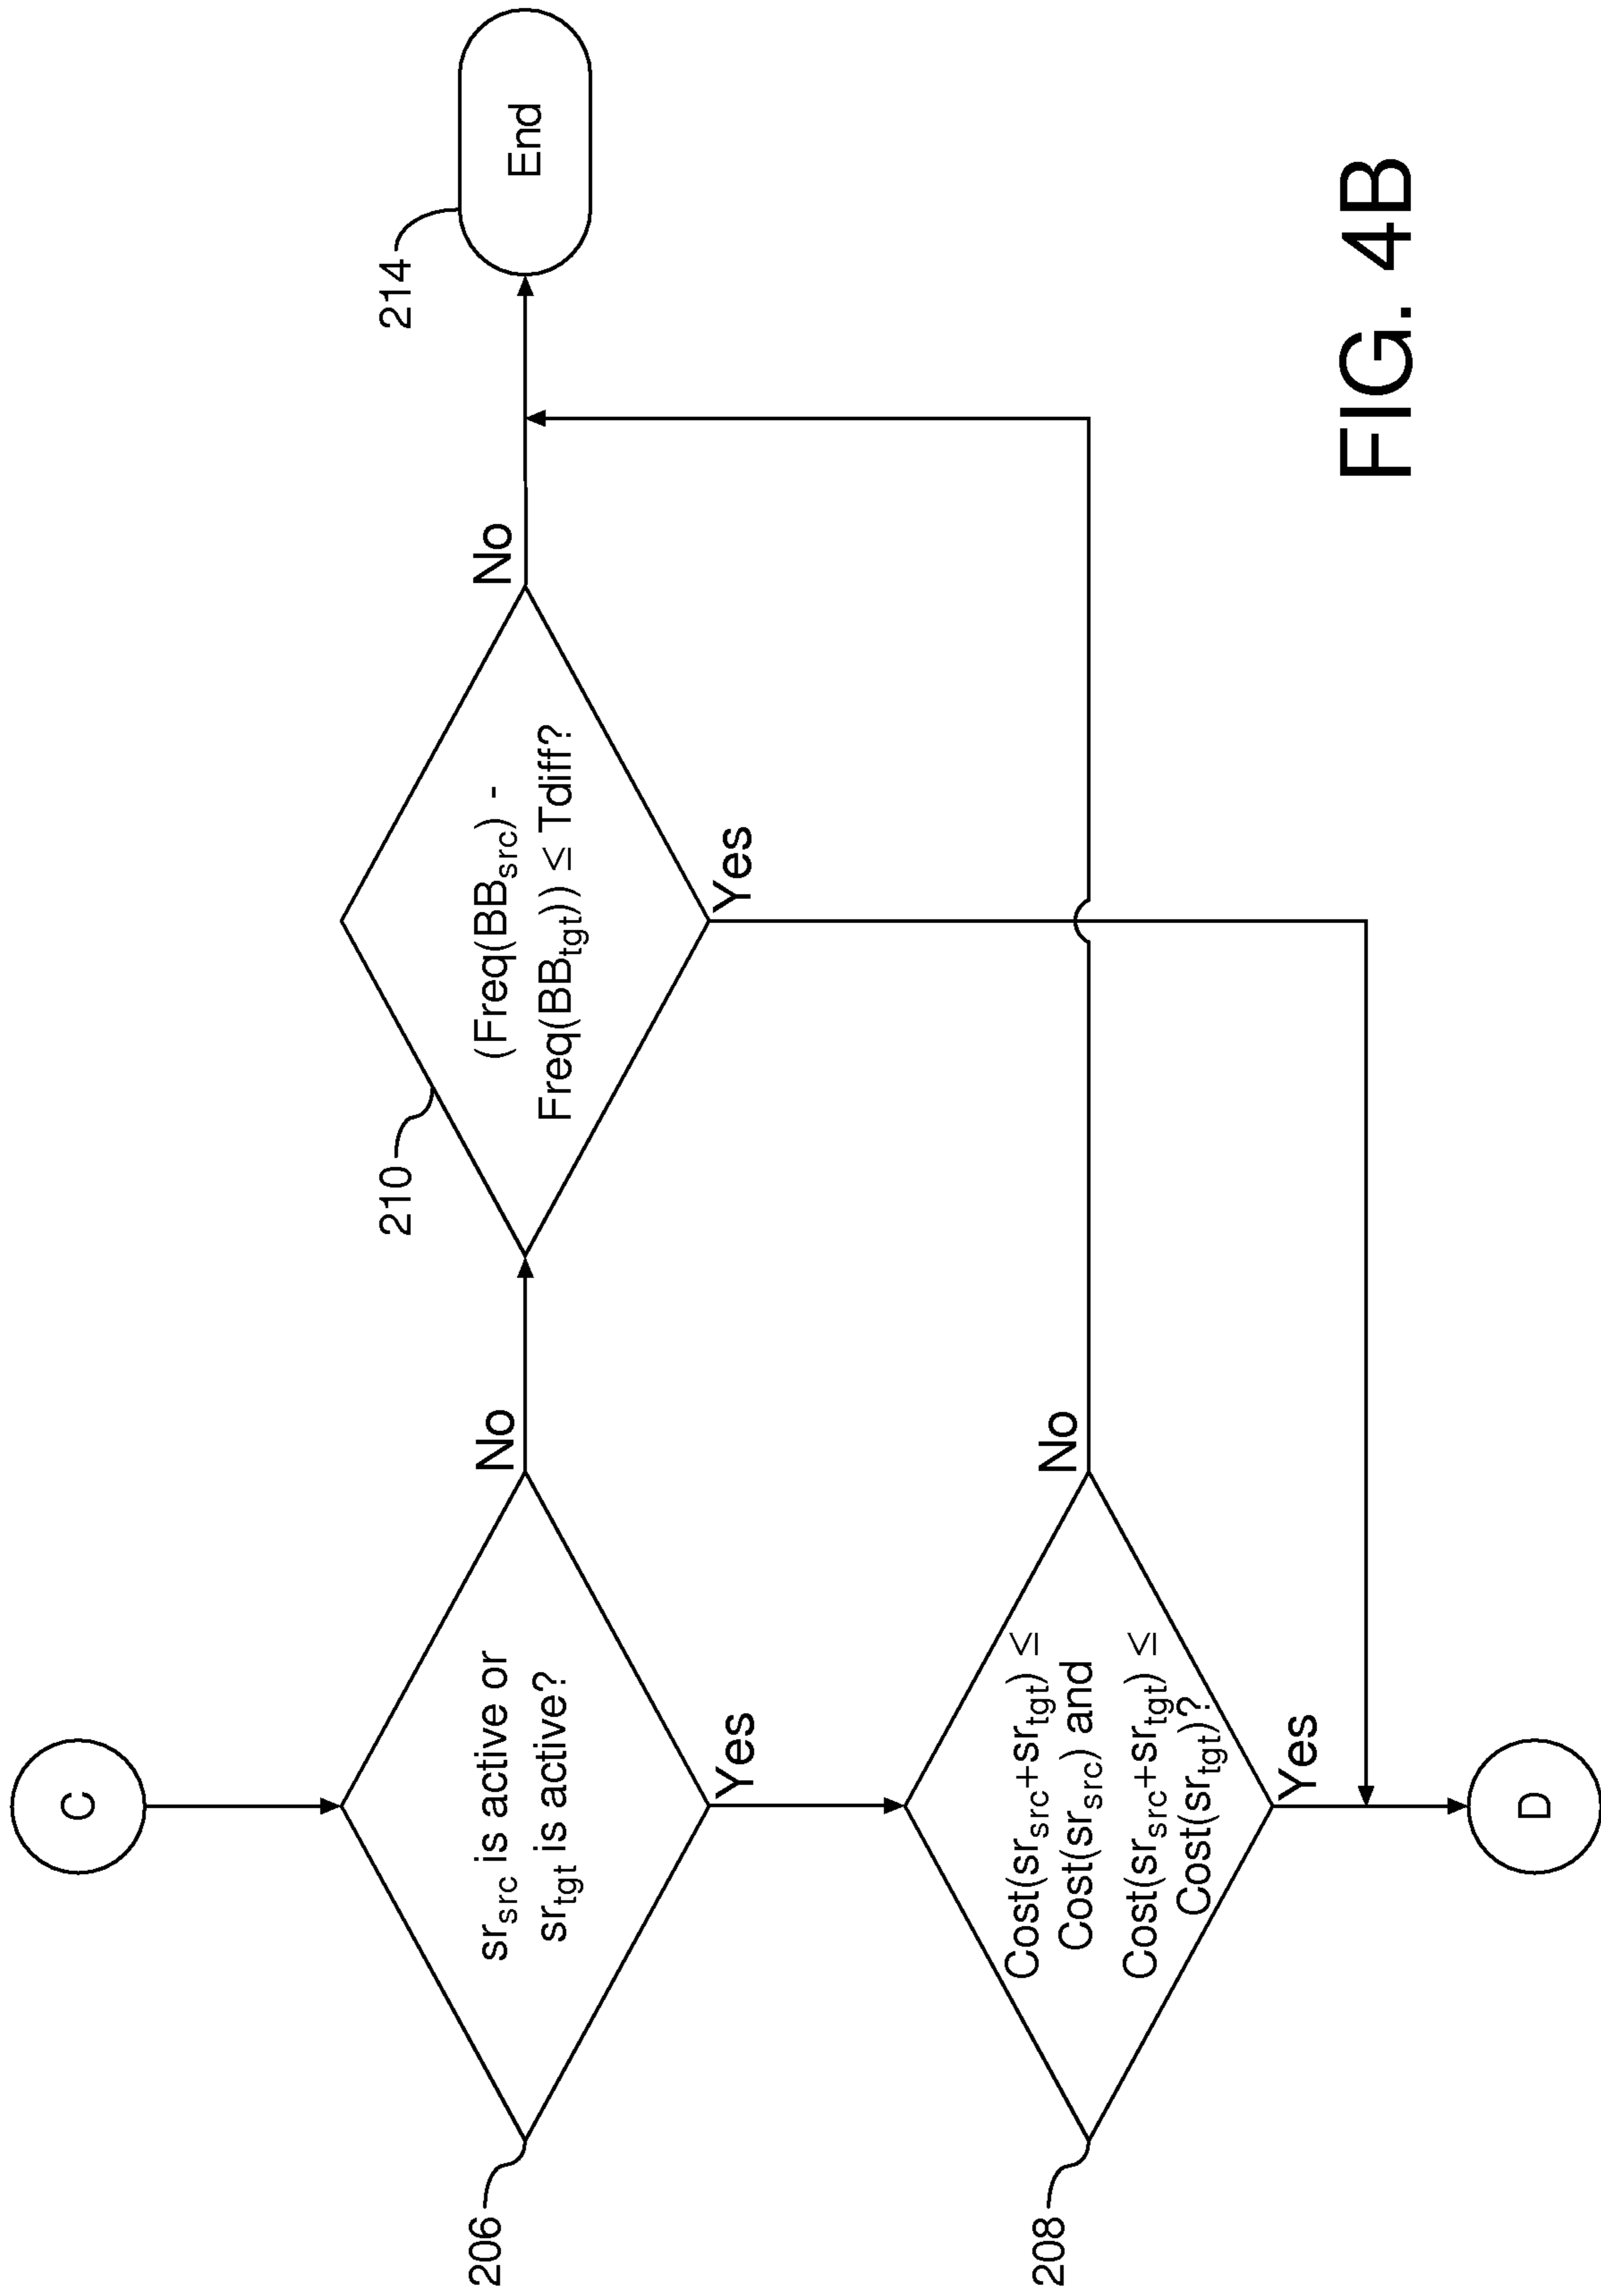 C
206
sr_src is active or
sr_tgt is active?
No
Yes
210
(Freq(BB_src) -
Freq(BB_tgt))) ≤ Tdiff?
No
Yes
214
End
208
Cost(sr_src+sr_tgt) ≤
Cost(sr_src) and
Cost(sr_src+sr_tgt) ≤
Cost(sr_tgt)?
No
Yes
D
FIG. 4B